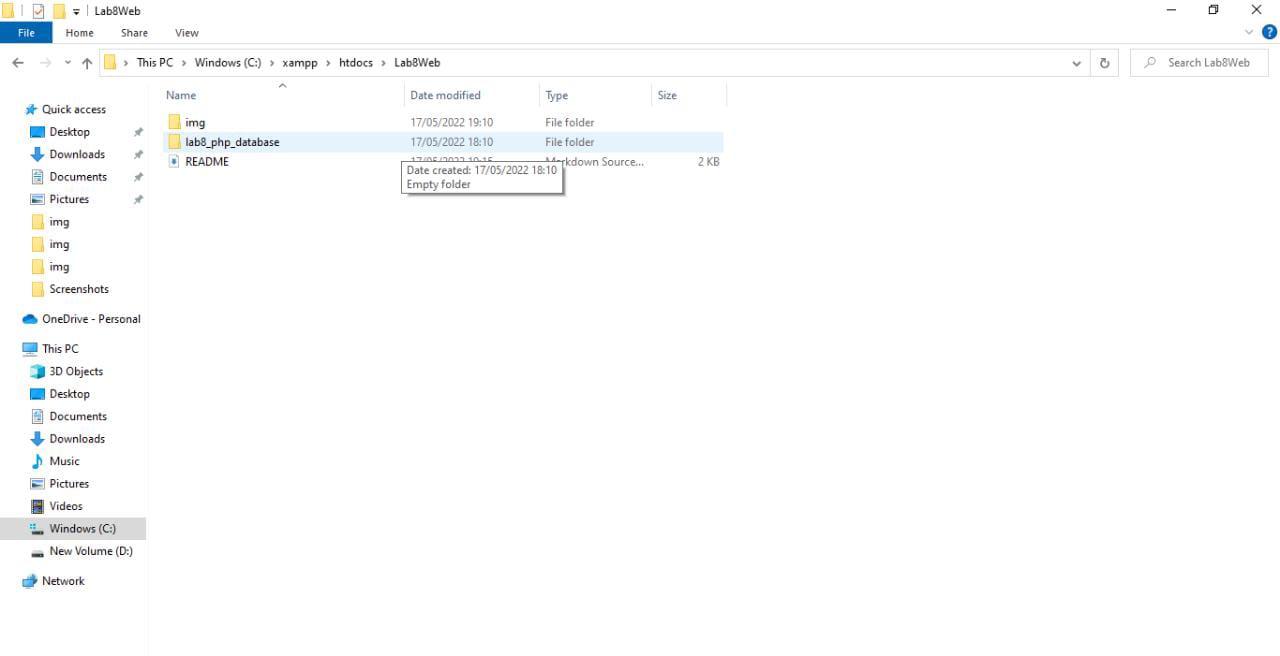 Lab8Web
File Home Share View
This PC Windows (C:) xampp htdocs Lab8Web
Search Lab8Web
Name Date modified Type Size
img 17/05/2022 19:10 File folder
lab8_php_database 17/05/2022 18:10 File folder
README 17/05/2022 19:15 Markdown Source... 2 KB
Date created: 17/05/2022 18:10
Empty folder
Quick access
Desktop
Downloads
Documents
Pictures
img
img
img
Screenshots
OneDrive - Personal
This PC
3D Objects
Desktop
Documents
Downloads
Music
Pictures
Videos
Windows (C:)
New Volume (D:)
Network